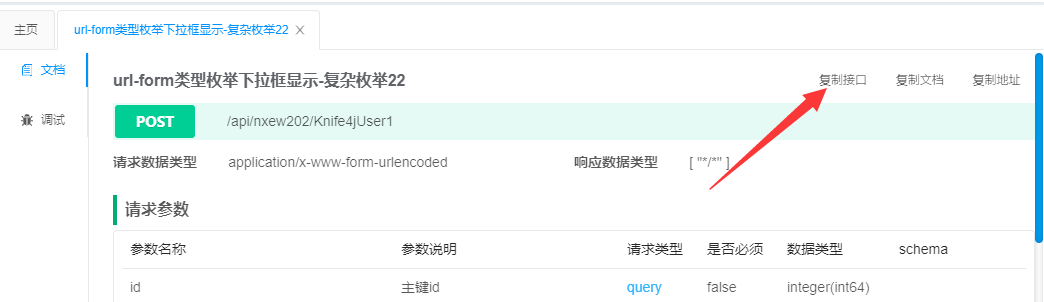 主页 url-form类型枚举下拉框显示-复杂枚举22
文档
调试
url-form类型枚举下拉框显示-复杂枚举22 复制接口 复制文档 复制地址
POST /api/nxew202/Knife4jUser1
请求数据类型 application/x-www-form-urlencoded 响应数据类型 [ "*/*" ]
请求参数
参数名称 参数说明 请求类型 是否必须 数据类型 schema
id 主键id query false integer(int64)